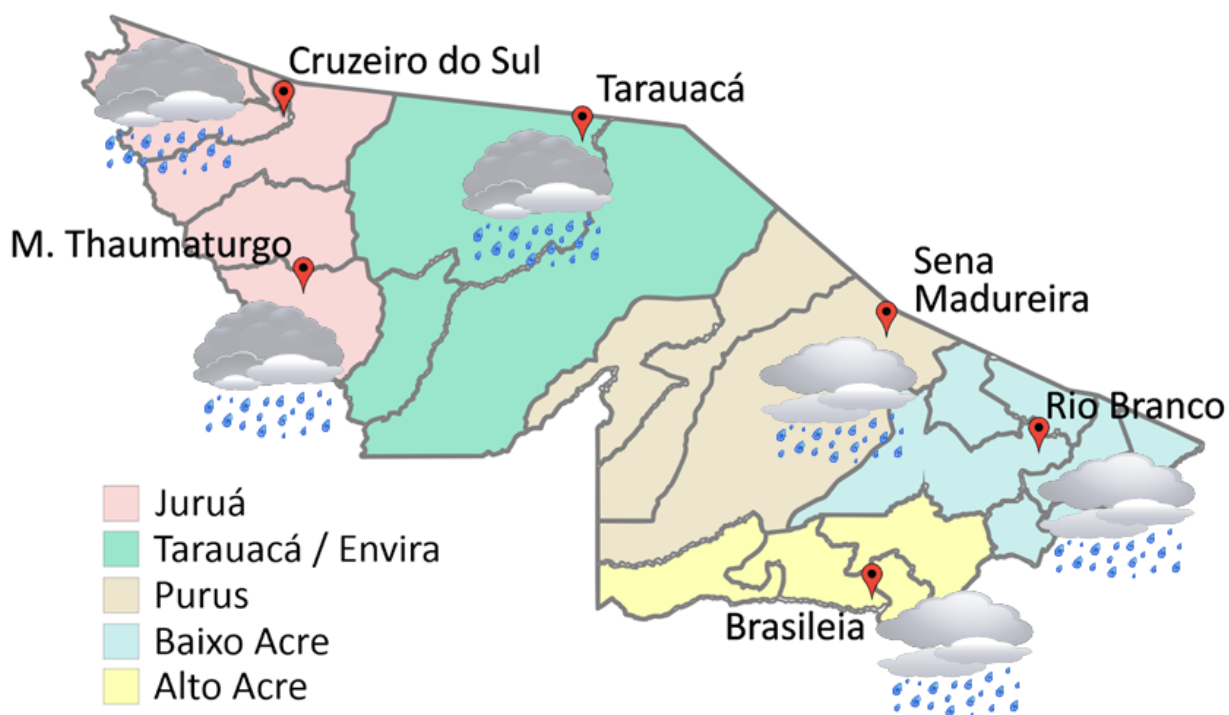 Cruzeiro do Sul
Tarauacá
M. Thaumaturgo
Sena
Madureira
Rio Branco
Brasileia
Juruá
Tarauacá / Envira
Purus
Baixo Acre
Alto Acre